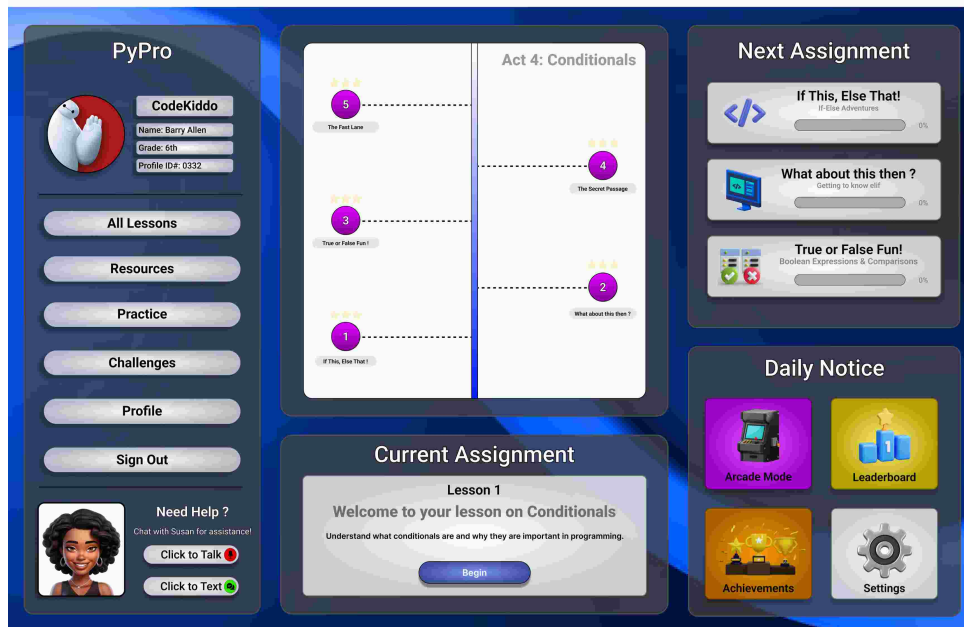 PyPro
CodeKiddo
Name: Barry Allen
Grade: 6th
Profile ID#: 0332
All Lessons
Resources
Practice
Challenges
Profile
Sign Out
Need Help ?
Chat with Susan for assistance!
Click to Talk
Click to Text
Act 4: Conditionals
5
The Fast Lane
4
The Secret Passage
3
True or False Fun !
2
What about this then ?
1
If This, Else That !
Current Assignment
Lesson 1
Welcome to your lesson on Conditionals
Understand what conditionals are and why they are important in programming.
Begin
Next Assignment
If This, Else That!
If-Else Adventures
0%
What about this then ?
Getting to know elif
0%
True or False Fun!
Boolean Expressions & Comparisons
0%
Daily Notice
Arcade Mode
1
Leaderboard
Achievements
Settings